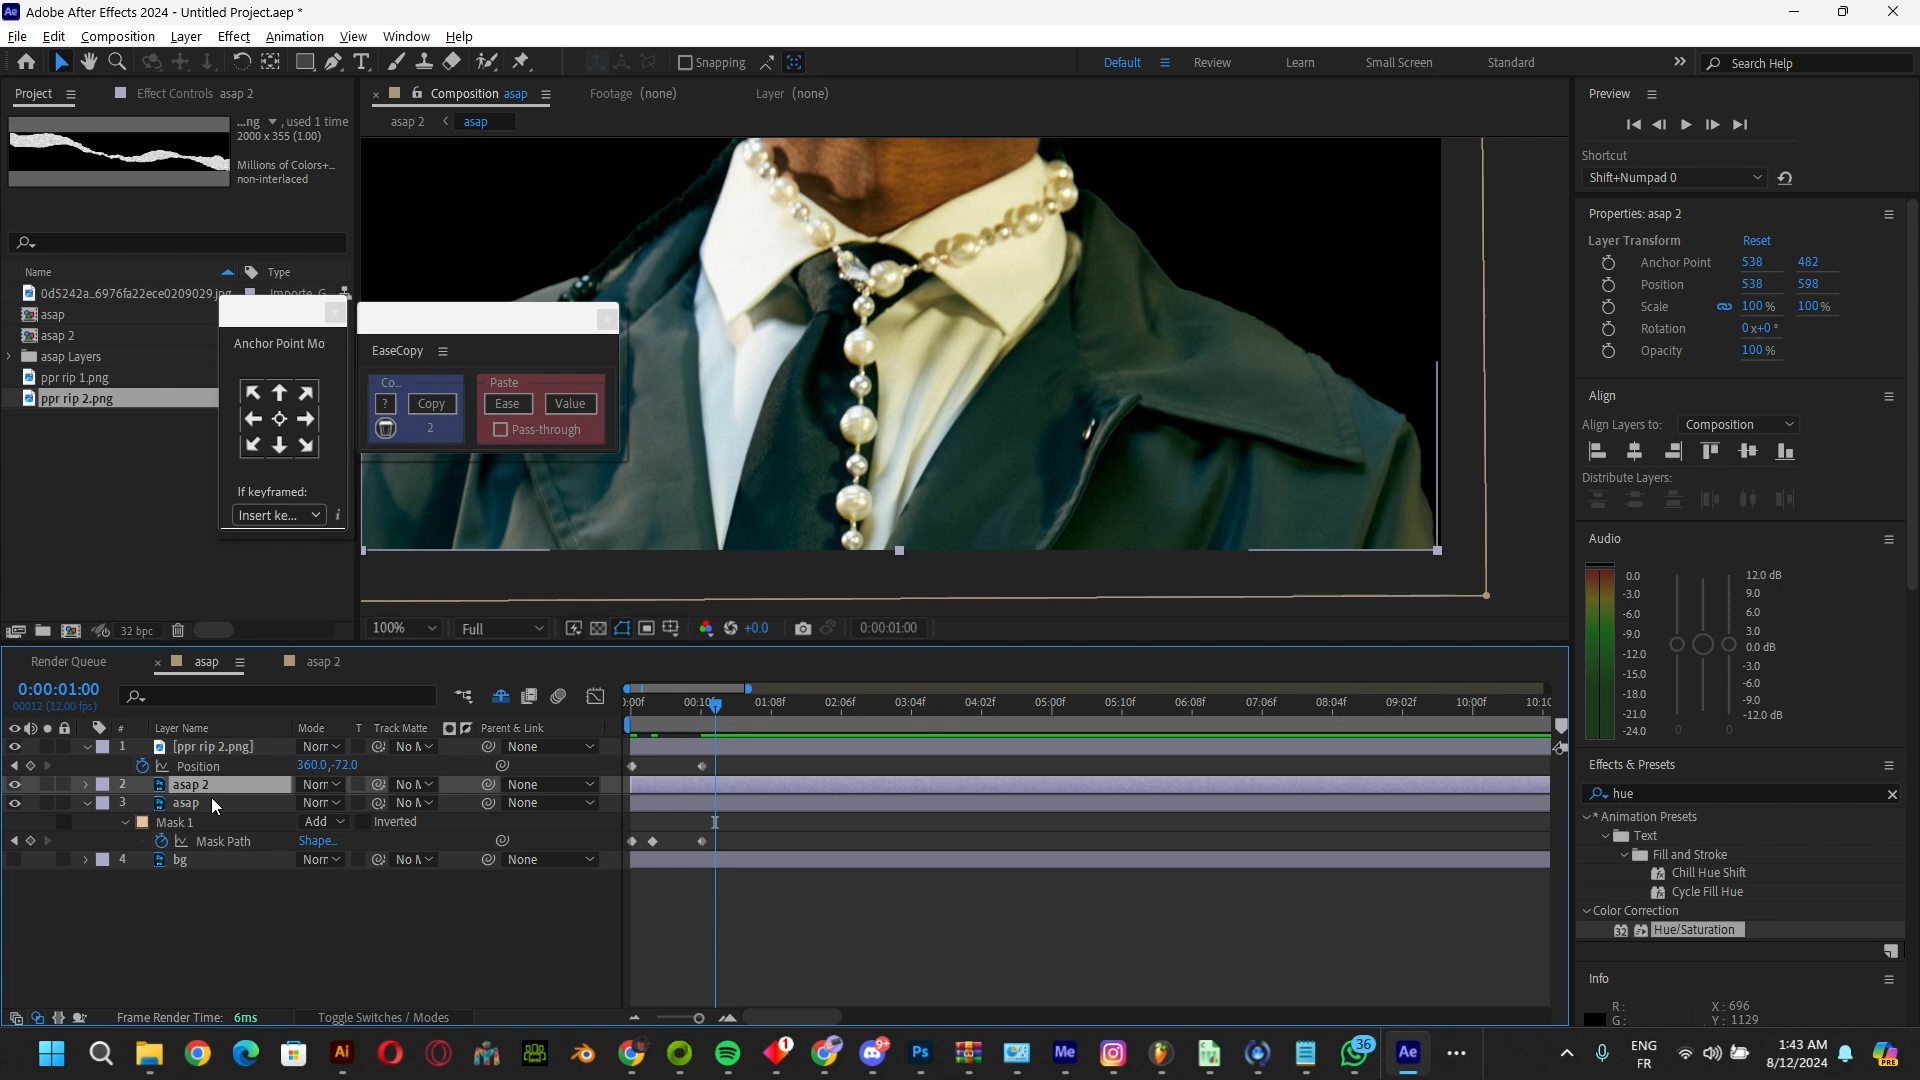 Adobe After Effects 2024 - Untitled Project.aep *
File Edit Composition Layer Effect Animation View Window Help
Snapping
Default Review Learn Small Screen Standard
Search Help
Project Effect Controls asap 2
...ng , used 1 time
2000 x 355 (1.00)
Millions of Colors+...
non-interlaced
Name Type
0d5242a...6976fa22ece0209029.jpg Importe...G
asap
asap 2
asap Layers
ppr rip 1.png
ppr rip 2.png
32 bpc
Anchor Point Mo
If keyframed:
Insert ke...
i
EaseCopy
Co... Paste
? Copy Ease Value
2 Pass-through
Composition asap Footage (none) Layer (none)
asap 2 < asap
100% Full +0.0 0:00:01:00
Preview
Shortcut
Shift+Numpad 0
Properties: asap 2
Layer Transform Reset
Anchor Point 538 482
Position 538 598
Scale 100 % 100 %
Rotation 0x+0°
Opacity 100 %
Align
Align Layers to: Composition
Distribute Layers:
Audio
0.0 12.0 dB
-3.0 9.0
-6.0 6.0
-9.0 3.0
-12.0 0.0 dB
-15.0 -3.0
-18.0 -6.0
-21.0 -9.0
-24.0 0 0 -12.0 dB
Effects & Presets
hue
* Animation Presets
Text
Fill and Stroke
Chill Hue Shift
Cycle Fill Hue
Color Correction
32 Hue/Saturation
Info
R: X: 696
G: Y: 1129
Render Queue asap asap 2
0:00:01:00
00012 (12.00 fps)
):00f 00:10f 01:08f 02:06f 03:04f 04:02f 05:00f 05:10f 06:08f 07:06f 08:04f 09:02f 10:00f 10:10
# Layer Name Mode T Track Matte Parent & Link
1 [ppr rip 2.png] Norr No M None
Position 360.0,-72.0
2 asap 2 Norr No M None
3 asap Norr No M None
Mask 1 Add Inverted
Mask Path Shape...
4 bg Norr No M None
Frame Render Time: 6ms Toggle Switches / Modes
Ai Ps Me Ae
1 9+ 36
ENG
FR
1:43 AM
8/12/2024
PRE